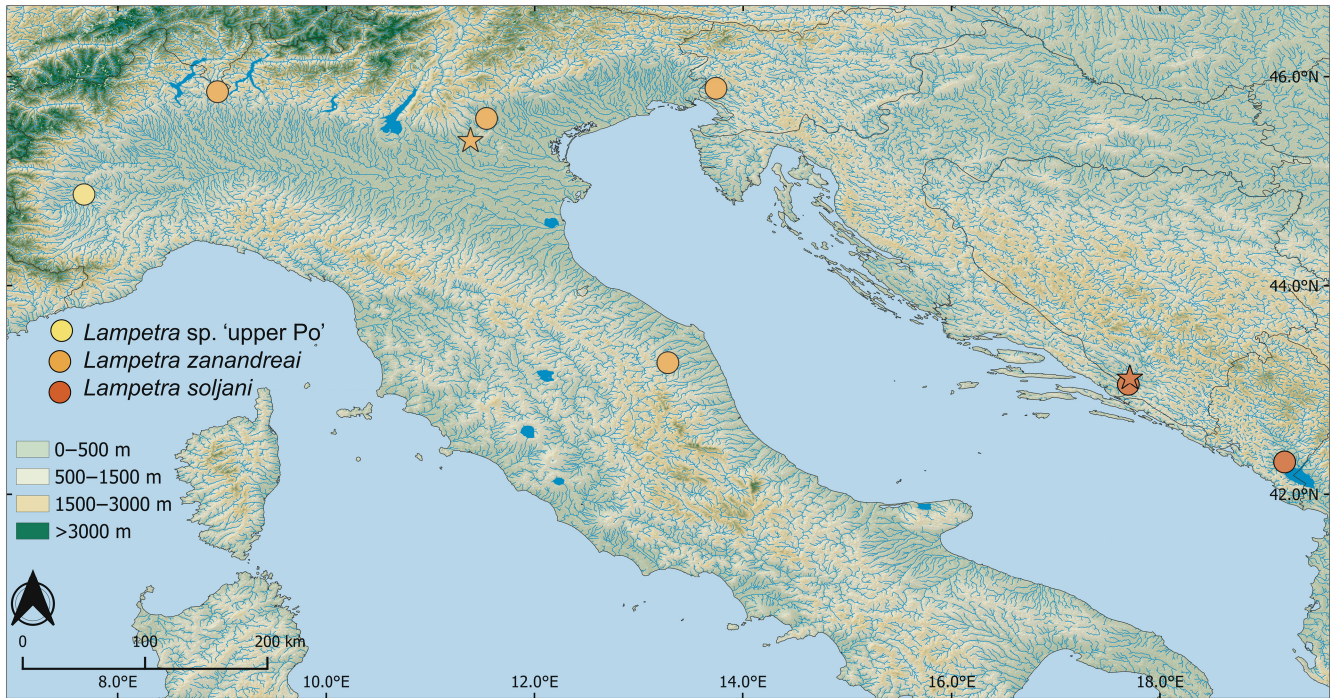 46.0°N
44.0°N
Lampetra sp. ‘upper Po’
Lampetra zanandreai
Lampetra soljani
0–500 m
500–1500 m
1500–3000 m
>3000 m
42.0°N
0 100 200 km
8.0°E 10.0°E 12.0°E 14.0°E 16.0°E 18.0°E